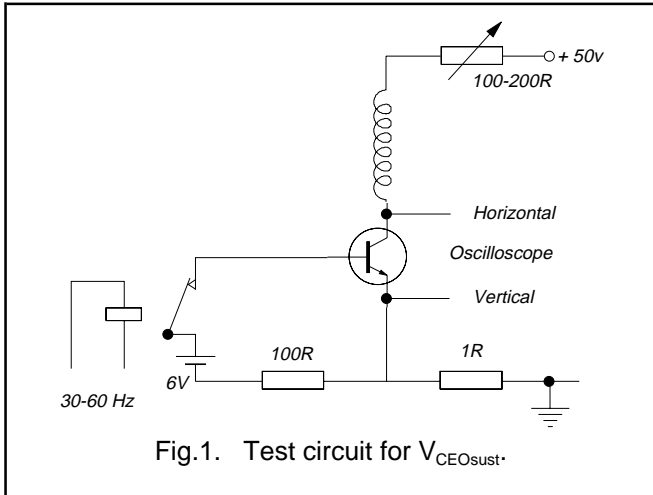 + 50v
100-200R
Horizontal
Oscilloscope
Vertical
100R
1R
6V
30-60 Hz
Fig.1. Test circuit for VCEOsust.